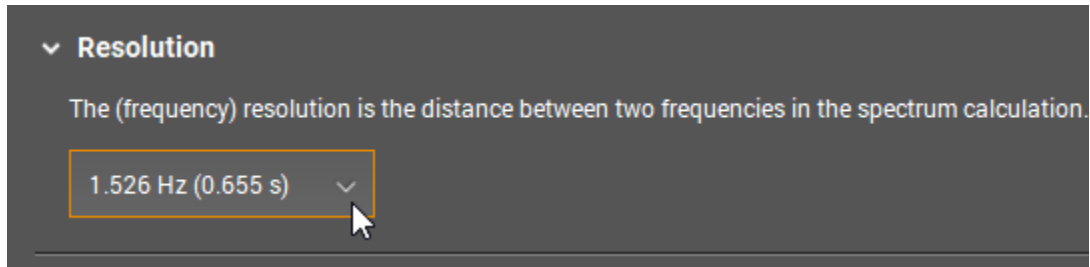 Resolution
The (frequency) resolution is the distance between two frequencies in the spectrum calculation.
1.526 Hz (0.655 s)